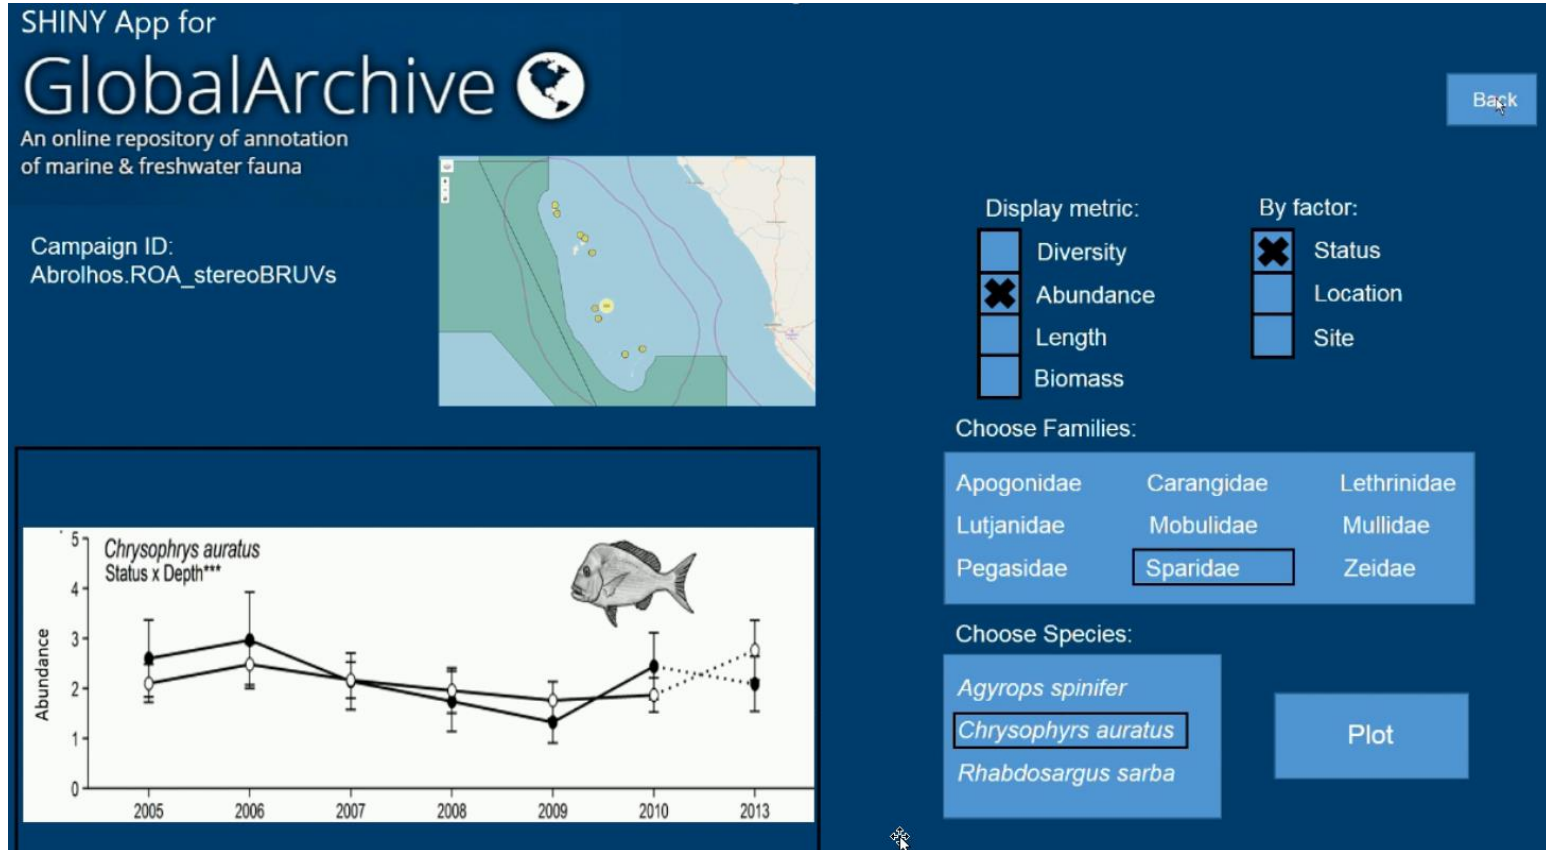 SHINY App for
GlobalArchive
An online repository of annotation
of marine & freshwater fauna
Back
Campaign ID:
Abrolhos.ROA_stereoBRUVs
Display metric:
Diversity
Abundance
Length
Biomass
By factor:
Status
Location
Site
Choose Families:
Apogonidae Carangidae Lethrinidae
Lutjanidae Mobulidae Mullidae
Pegasidae Sparidae Zeidae
Choose Species:
Agyrops spinifer
Chrysophyrs auratus
Rhabdosargus sarba
Plot
Chrysophrys auratus
Status x Depth***
Abundance
5
4
3
2
1
0
2005 2006 2007 2008 2009 2010 2013